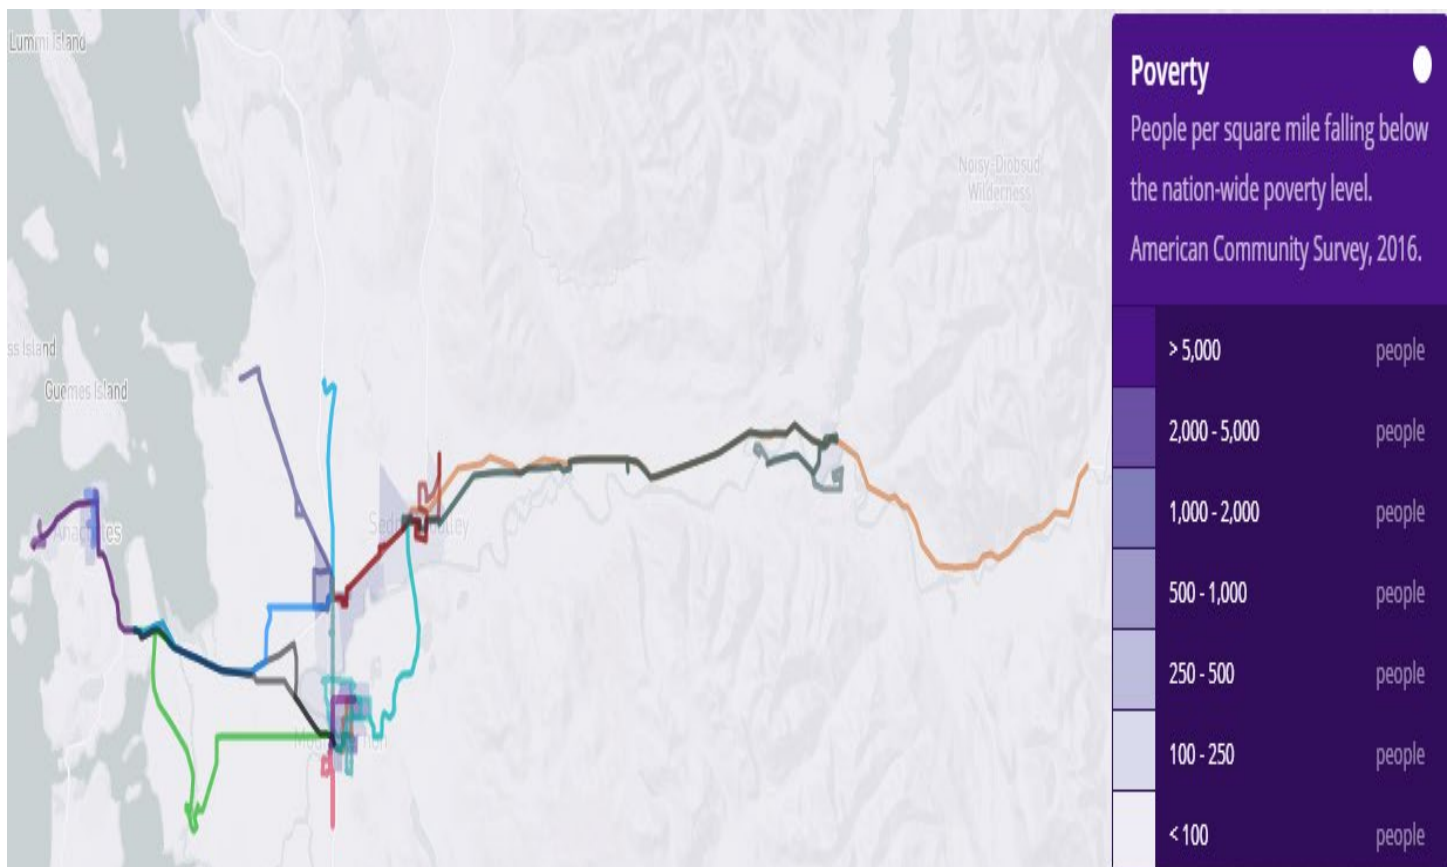 Lummi Island
Noisy-Diobsud
Wilderness
ss Island
Guemes Island
Anacortes
Poverty
People per square mile falling below
the nation-wide poverty level.
American Community Survey, 2016.
> 5,000 people
2,000 - 5,000 people
1,000 - 2,000 people
500 - 1,000 people
250 - 500 people
100 - 250 people
< 100 people